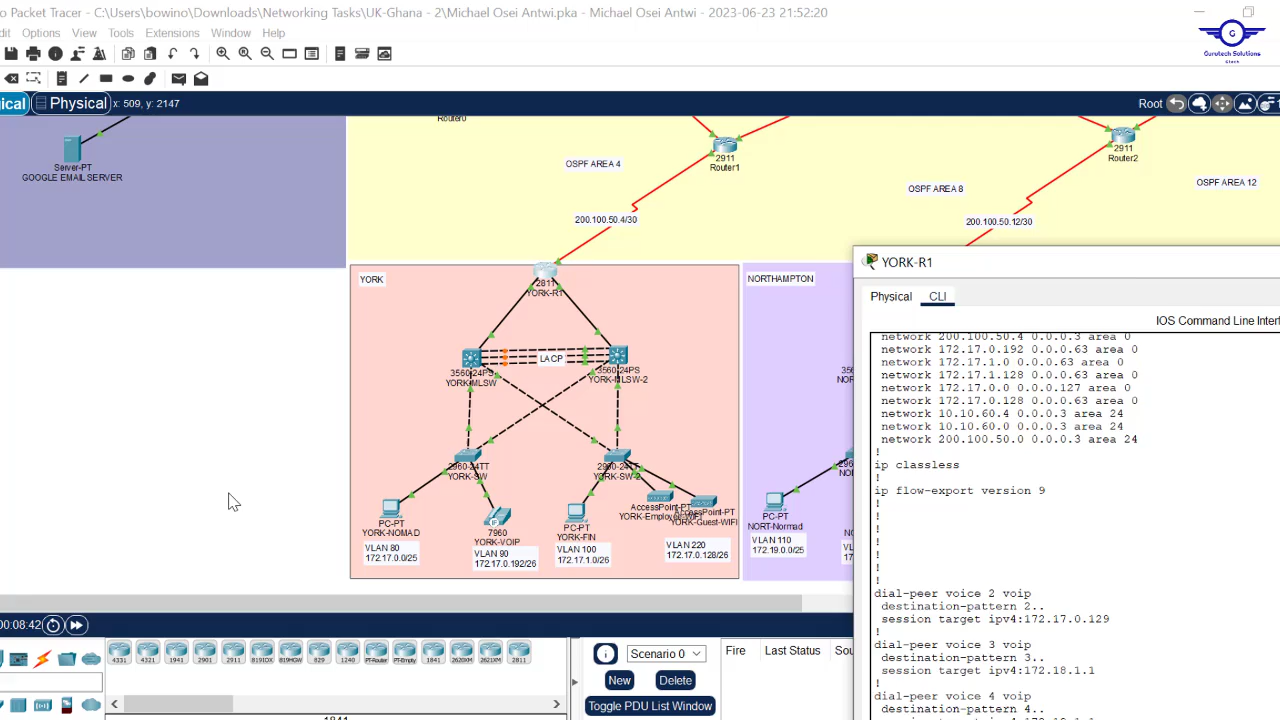 o Packet Tracer - C:\Users\bowino\Downloads\Networking Tasks\UK-Ghana - 2\Michael Osei Antwi.pka - Michael Osei Antwi - 2023-06-23 21:52:20
dit Options View Tools Extensions Window Help
G
Gurutech Solutions
Gtech
gical Physical x: 509, y: 2147
Root
Router0
Server-PT
GOOGLE EMAIL SERVER
2911
Router1
2911
Router2
OSPF AREA 4
OSPF AREA 8
OSPF AREA 12
200.100.50.4/30
200.100.50.12/30
YORK
NORTHAMPTON
2811
YORK-R1
LACP
3560-24PS
YORK-MLSW
3560-24PS
YORK-MLSW-2
2960-24TT
YORK-SW
2960-24TT
YORK-SW-2
PC-PT
YORK-NOMAD
7960
YORK-VOIP
PC-PT
YORK-FIN
AccessPoint-PT
YORK-Employee-WIFI
AccessPoint-PT
YORK-Guest-WIFI
PC-PT
NORT-Normad
VLAN 80
172.17.0.0/25
VLAN 90
172.17.0.192/26
VLAN 100
172.17.1.0/26
VLAN 220
172.17.0.128/26
VLAN 110
172.19.0.0/25
YORK-R1
Physical CLI
IOS Command Line Interf
network 200.100.50.4 0.0.0.3 area 0
network 172.17.0.192 0.0.0.63 area 0
network 172.17.1.0 0.0.0.63 area 0
network 172.17.1.128 0.0.0.63 area 0
network 172.17.0.0 0.0.0.127 area 0
network 172.17.0.128 0.0.0.63 area 0
network 10.10.60.4 0.0.0.3 area 24
network 10.10.60.0 0.0.0.3 area 24
network 200.100.50.0 0.0.0.3 area 24
!
ip classless
!
ip flow-export version 9
!
!
!
!
!
!
!
dial-peer voice 2 voip
destination-pattern 2..
session target ipv4:172.17.0.129
!
dial-peer voice 3 voip
destination-pattern 3..
session target ipv4:172.18.1.1
!
dial-peer voice 4 voip
destination-pattern 4..
00:08:42
4331 4321 1941 2901 2911 819IOX 819HGW 829 1240 PT-Router PT-Empty 1841 2620XM 2621XM 2811
1841
Scenario 0
New Delete
Toggle PDU List Window
Fire Last Status Sou